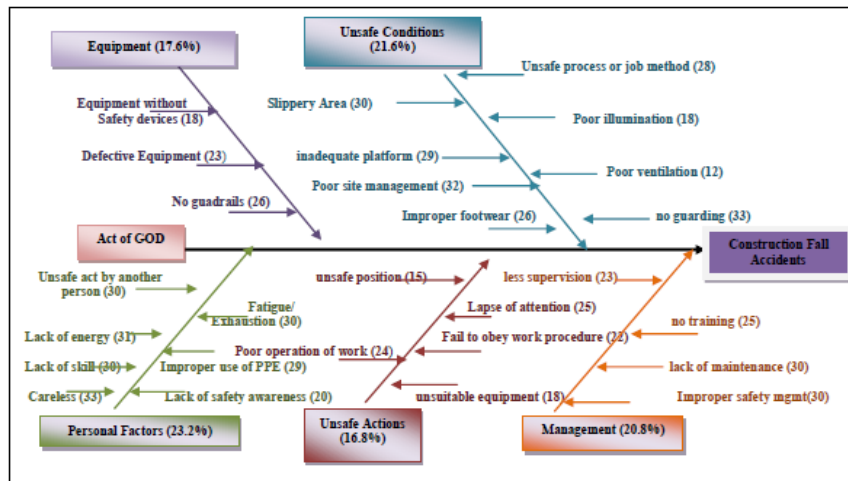 Equipment (17.6%)
Unsafe Conditions
(21.6%)
Unsafe process or job method (28)
Equipment without
Safety devices (18)
Slippery Area (30)
Poor illumination (18)
Defective Equipment (23)
inadequate platform (29)
Poor ventilation (12)
Poor site management (32)
No guadrails (26)
Improper footwear (26)
no guarding (33)
Act of GOD
Construction Fall
Accidents
Unsafe act by another
person (30)
unsafe position (15)
less supervision (23)
Fatigue/
Exhaustion (30)
Lapse of attention (25)
no training (25)
Lack of energy (31)
Poor operation of work (24)
Fail to obey work procedure (22)
Lack of skill (30)
Improper use of PPE (29)
lack of maintenance (30)
Careless (33)
Lack of safety awareness (20)
unsuitable equipment (18)
Improper safety mgmt(30)
Personal Factors (23.2%)
Unsafe Actions
(16.8%)
Management (20.8%)